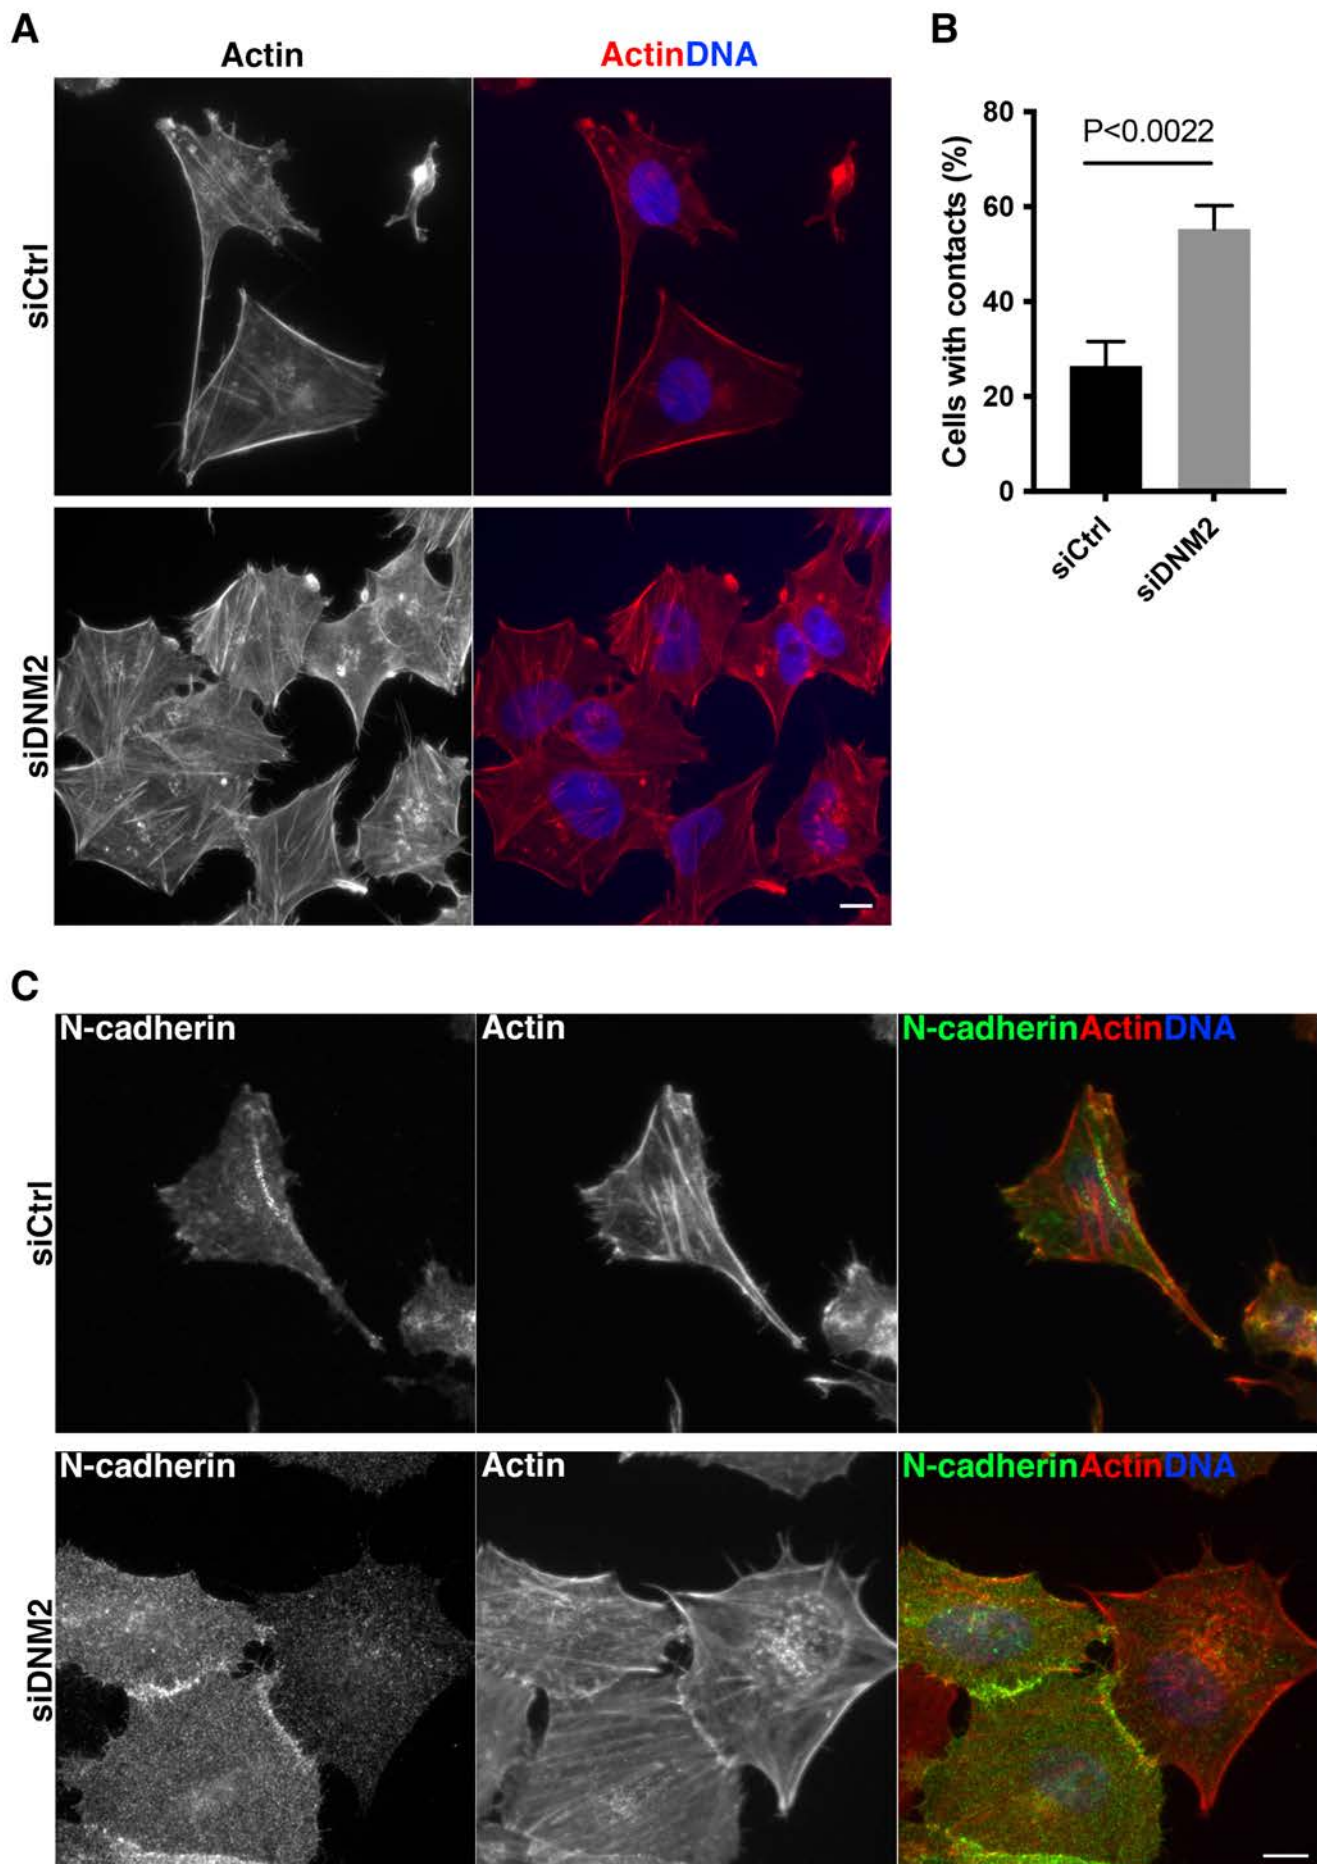 A
Actin
ActinDNA
siCtrl
siDNM2
B
80
60
40
20
0
Cells with contacts (%)
P<0.0022
siCtrl
siDNM2
C
N-cadherin
Actin
N-cadherinActinDNA
siCtrl
N-cadherin
Actin
N-cadherinActinDNA
siDNM2